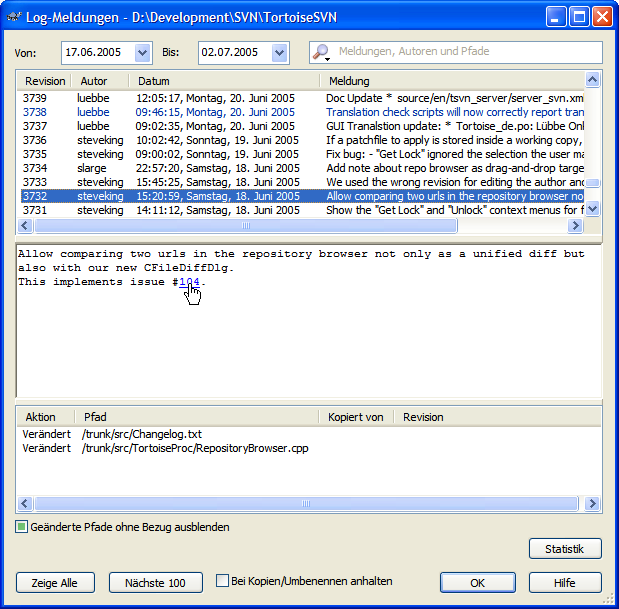 Log-Meldungen - D:\Development\SVN\TortoiseSVN
Von: 17.06.2005 Bis: 02.07.2005 Meldungen, Autoren und Pfade
Revision Autor Datum Meldung
3739 luebbe 12:05:17, Montag, 20. Juni 2005 Doc Update * source/en/tsvn_server/server_svn.xm
3738 luebbe 09:46:15, Montag, 20. Juni 2005 Translation check scripts will now correctly report tran
3737 luebbe 09:02:35, Montag, 20. Juni 2005 GUI Transaltion update: * Tortoise_de.po: Lübbe Onl
3736 steveking 10:02:42, Sonntag, 19. Juni 2005 If a patchfile to apply is stored inside a working copy,
3735 steveking 09:00:02, Sonntag, 19. Juni 2005 Fix bug: - "Get Lock" ignored the selection the user ma
3734 slarge 22:57:20, Samstag, 18. Juni 2005 Add note about repo browser as drag-and-drop targe
3733 steveking 15:45:25, Samstag, 18. Juni 2005 We used the wrong revision for editing the author and
3732 steveking 15:20:59, Samstag, 18. Juni 2005 Allow comparing two urls in the repository browser no
3731 steveking 14:11:12, Samstag, 18. Juni 2005 Show the "Get Lock" and "Unlock" context menus for f
Allow comparing two urls in the repository browser not only as a unified diff but
also with our new CFileDiffDlg.
This implements issue #104.
Aktion Pfad Kopiert von Revision
Verändert /trunk/src/Changelog.txt
Verändert /trunk/src/TortoiseProc/RepositoryBrowser.cpp
Geänderte Pfade ohne Bezug ausblenden
Statistik
Zeige Alle Nächste 100 Bei Kopien/Umbenennen anhalten OK Hilfe